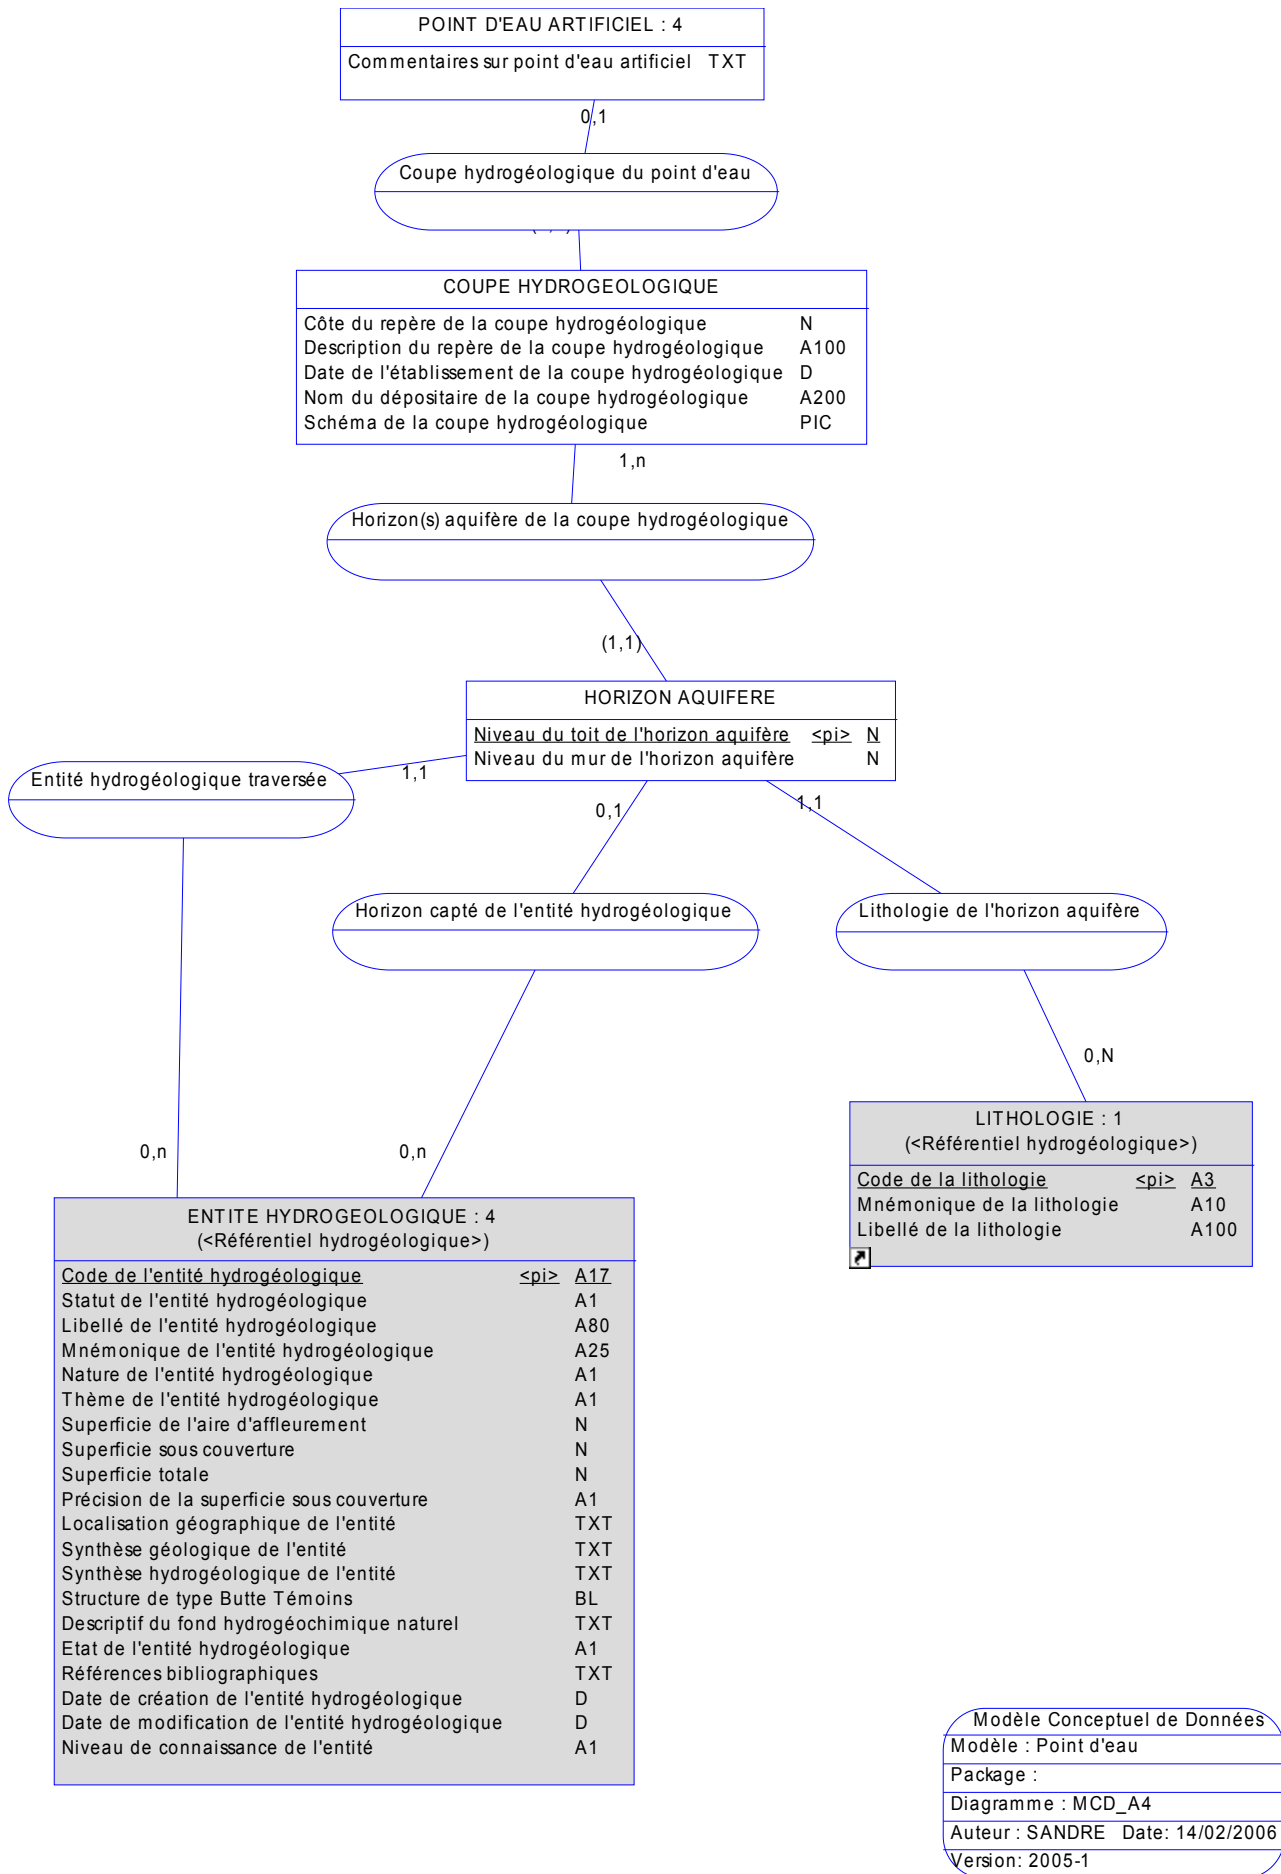 POINT D'EAU ARTIFICIEL : 4
Commentaires sur point d'eau artificiel TXT
0,1
Coupe hydrogéologique du point d'eau
COUPE HYDROGEOLOGIQUE
Côte du repère de la coupe hydrogéologique N
Description du repère de la coupe hydrogéologique A100
Date de l'établissement de la coupe hydrogéologique D
Nom du dépositaire de la coupe hydrogéologique A200
Schéma de la coupe hydrogéologique PIC
1,n
Horizon(s) aquifère de la coupe hydrogéologique
(1,1)
HORIZON AQUIFERE
Niveau du toit de l'horizon aquifère <pi> N
Niveau du mur de l'horizon aquifère N
1,1
0,1
1,1
Entité hydrogéologique traversée
Horizon capté de l'entité hydrogéologique
Lithologie de l'horizon aquifère
0,n
0,n
0,N
LITHOLOGIE : 1
(<Référentiel hydrogéologique>)
Code de la lithologie <pi> A3
Mnémonique de la lithologie A10
Libellé de la lithologie A100
ENTITE HYDROGEOLOGIQUE : 4
(<Référentiel hydrogéologique>)
Code de l'entité hydrogéologique <pi> A17
Statut de l'entité hydrogéologique A1
Libellé de l'entité hydrogéologique A80
Mnémonique de l'entité hydrogéologique A25
Nature de l'entité hydrogéologique A1
Thème de l'entité hydrogéologique A1
Superficie de l'aire d'affleurement N
Superficie sous couverture N
Superficie totale N
Précision de la superficie sous couverture A1
Localisation géographique de l'entité TXT
Synthèse géologique de l'entité TXT
Synthèse hydrogéologique de l'entité TXT
Structure de type Butte Témoins BL
Descriptif du fond hydrogéochimique naturel TXT
Etat de l'entité hydrogéologique A1
Références bibliographiques TXT
Date de création de l'entité hydrogéologique D
Date de modification de l'entité hydrogéologique D
Niveau de connaissance de l'entité A1
Modèle Conceptuel de Données
Modèle : Point d'eau
Package :
Diagramme : MCD_A4
Auteur : SANDRE Date: 14/02/2006
Version: 2005-1